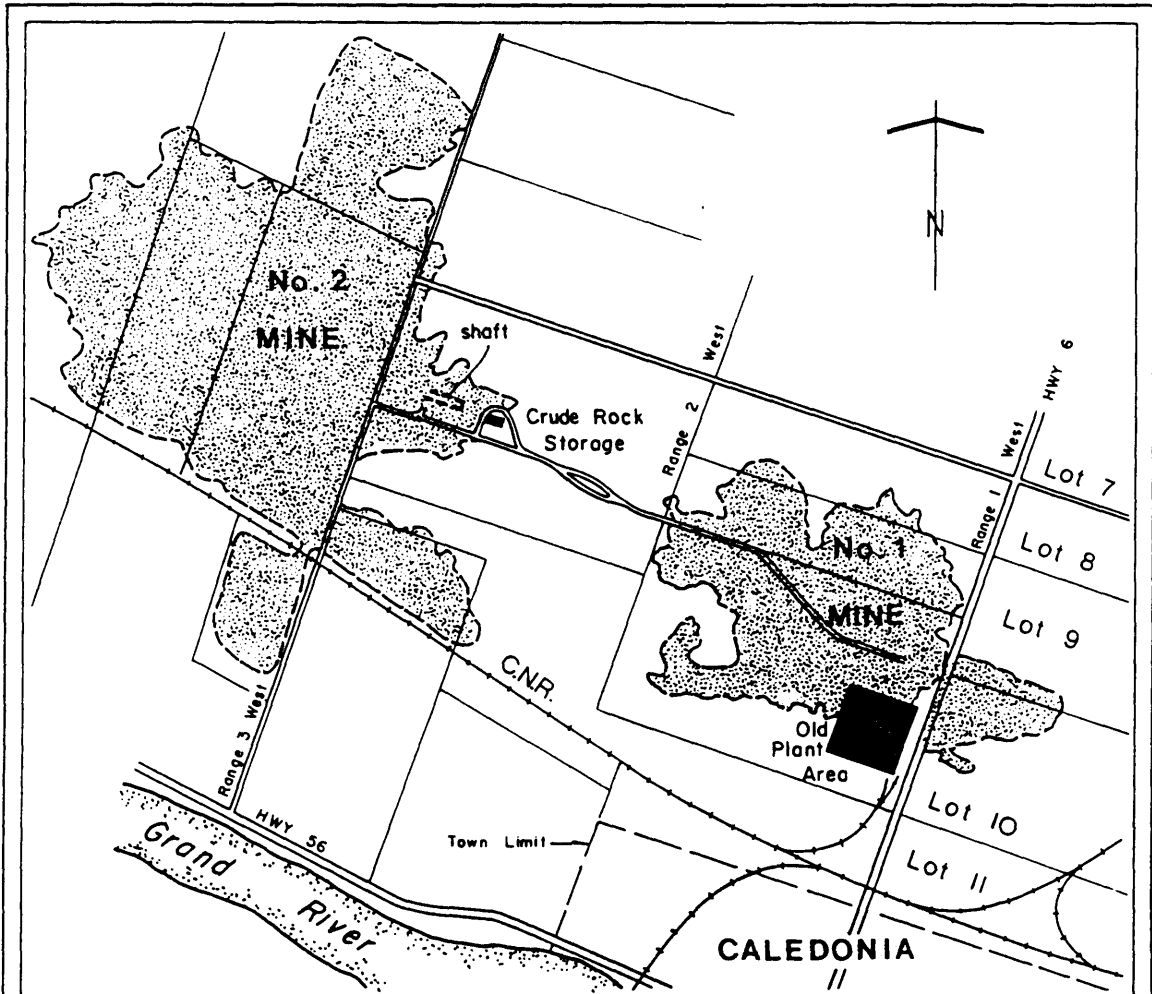 N
No. 2
MINE
shaft
Crude Rock
Storage
Range 2 West
Range 1 West
HWY 6
Lot 7
Lot 8
No. 1
MINE
Lot 9
C.N.R.
Old
Plant
Area
Range 3 West
Lot 10
HWY 56
Town Limit
Lot 11
Grand
River
CALEDONIA